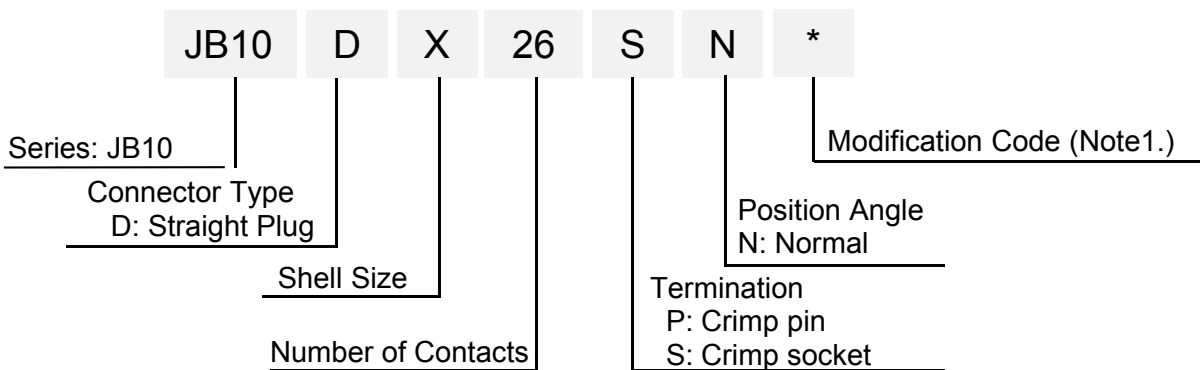 JB10 D X 26 S N *
Series: JB10
Modification Code (Note1.)
Connector Type
D: Straight Plug
Position Angle
N: Normal
Shell Size
Termination
P: Crimp pin
S: Crimp socket
Number of Contacts